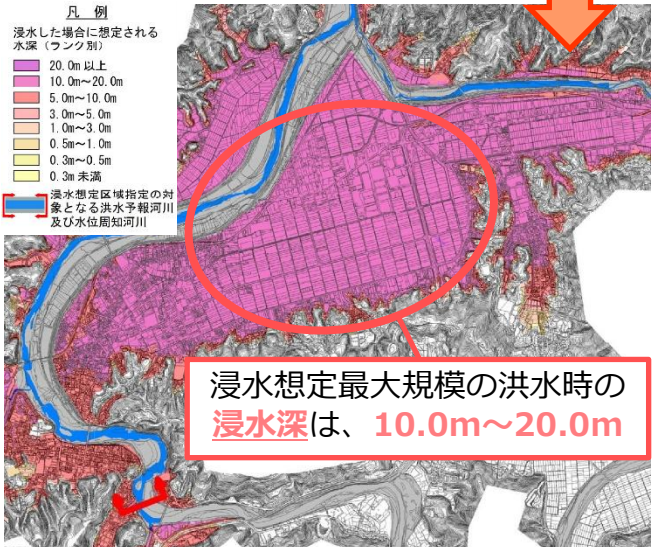 凡 例
浸水した場合に想定される
水深（ランク別）
20.0m 以上
10.0m～20.0m
5.0m～10.0m
3.0m～5.0m
1.0m～3.0m
0.5m～1.0m
0.3m～0.5m
0.3m 未満
浸水想定区域指定の対
象となる洪水予報河川
及び水位周知河川
浸水想定最大規模の洪水時の
浸水深は、10.0m～20.0m